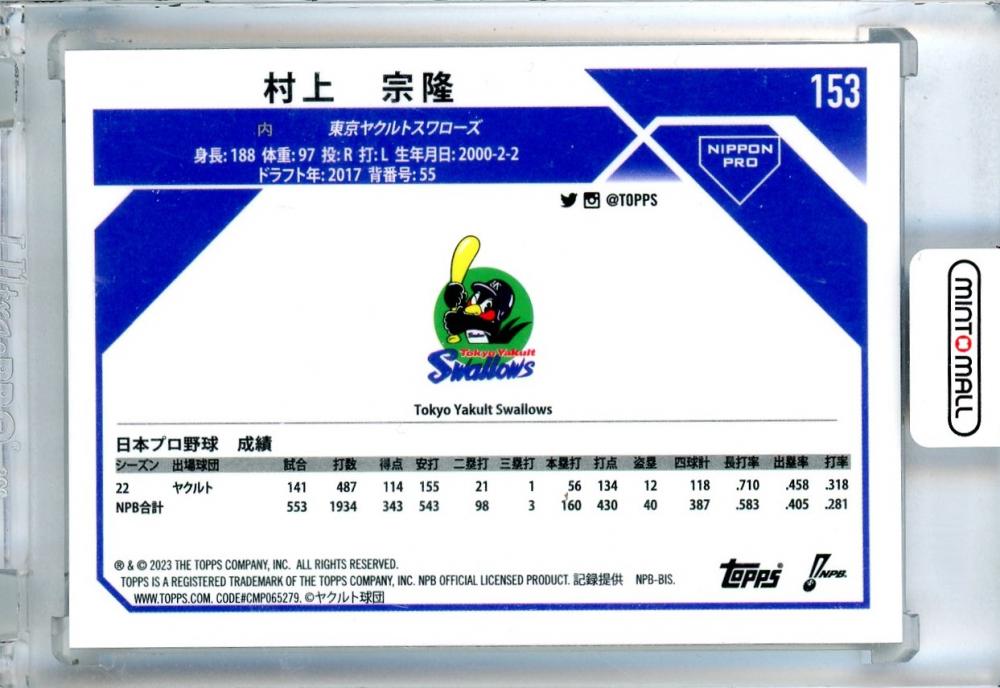 村上 宗隆
153
内 東京ヤクルトスワローズ
身長: 188 体重: 97 投: R 打: L 生年月日: 2000-2-2
ドラフト年: 2017 背番号: 55
NIPPON
PRO
@TOPPS
MINT MALL
Tokyo Yakult
Swallows
Tokyo Yakult Swallows
日本プロ野球 成績
シーズン 出場球団 試合 打数 得点 安打 二塁打 三塁打 本塁打 打点 盗塁 四球計 長打率 出塁率 打率
22 ヤクルト 141 487 114 155 21 1 56 134 12 118 .710 .458 .318
NPB合計 553 1934 343 543 98 3 160 430 40 387 .583 .405 .281
® & © 2023 THE TOPPS COMPANY, INC. ALL RIGHTS RESERVED.
TOPPS IS A REGISTERED TRADEMARK OF THE TOPPS COMPANY, INC. NPB OFFICIAL LICENSED PRODUCT. 記録提供 NPB-BIS.
WWW.TOPPS.COM. CODE#CMP065279. ©ヤクルト球団
topps
NPB